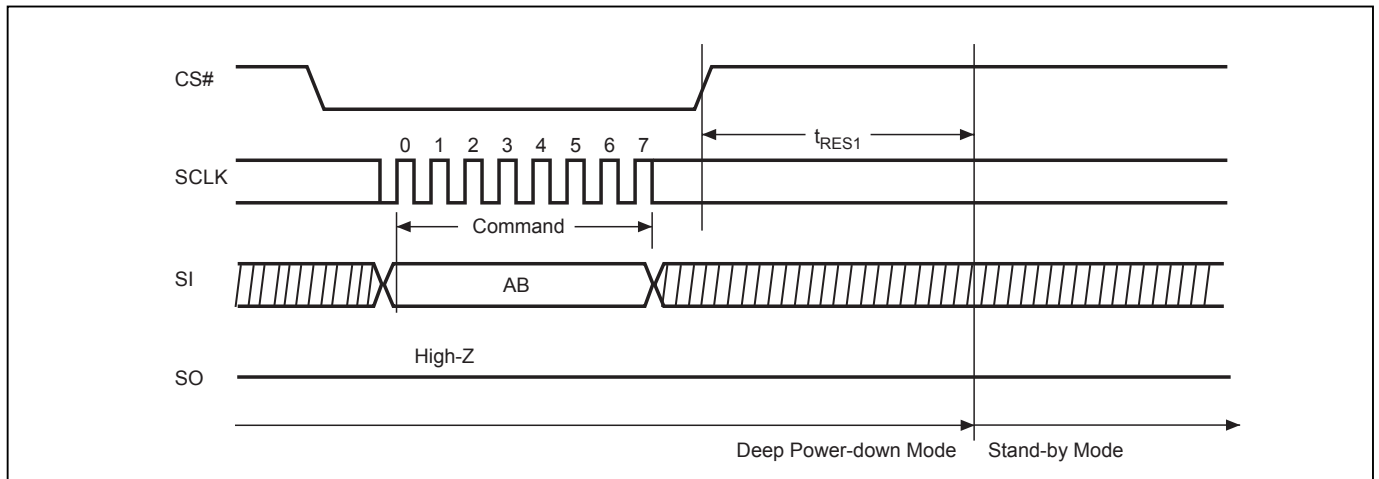 CS#
tRES1
0 1 2 3 4 5 6 7
SCLK
Command
SI
AB
High-Z
SO
Deep Power-down Mode Stand-by Mode